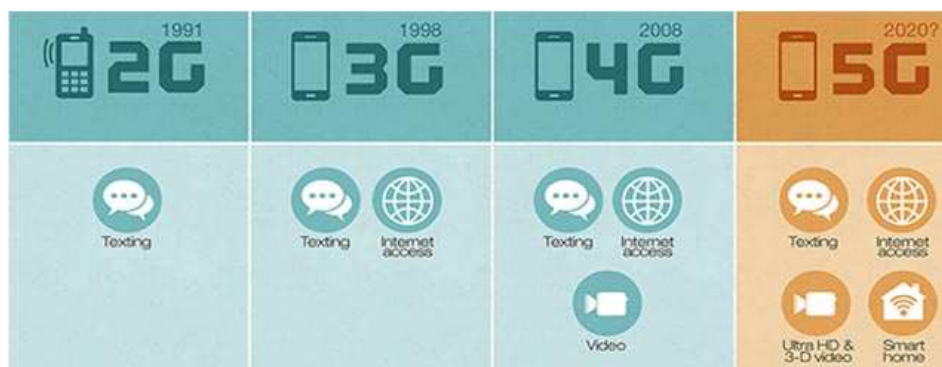 1991
2G
1998
3G
2008
4G
2020?
5G
Texting
Texting
Internet
access
Texting
Internet
access
Video
Texting
Internet
access
Ultra HD &
3-D video
Smart
home